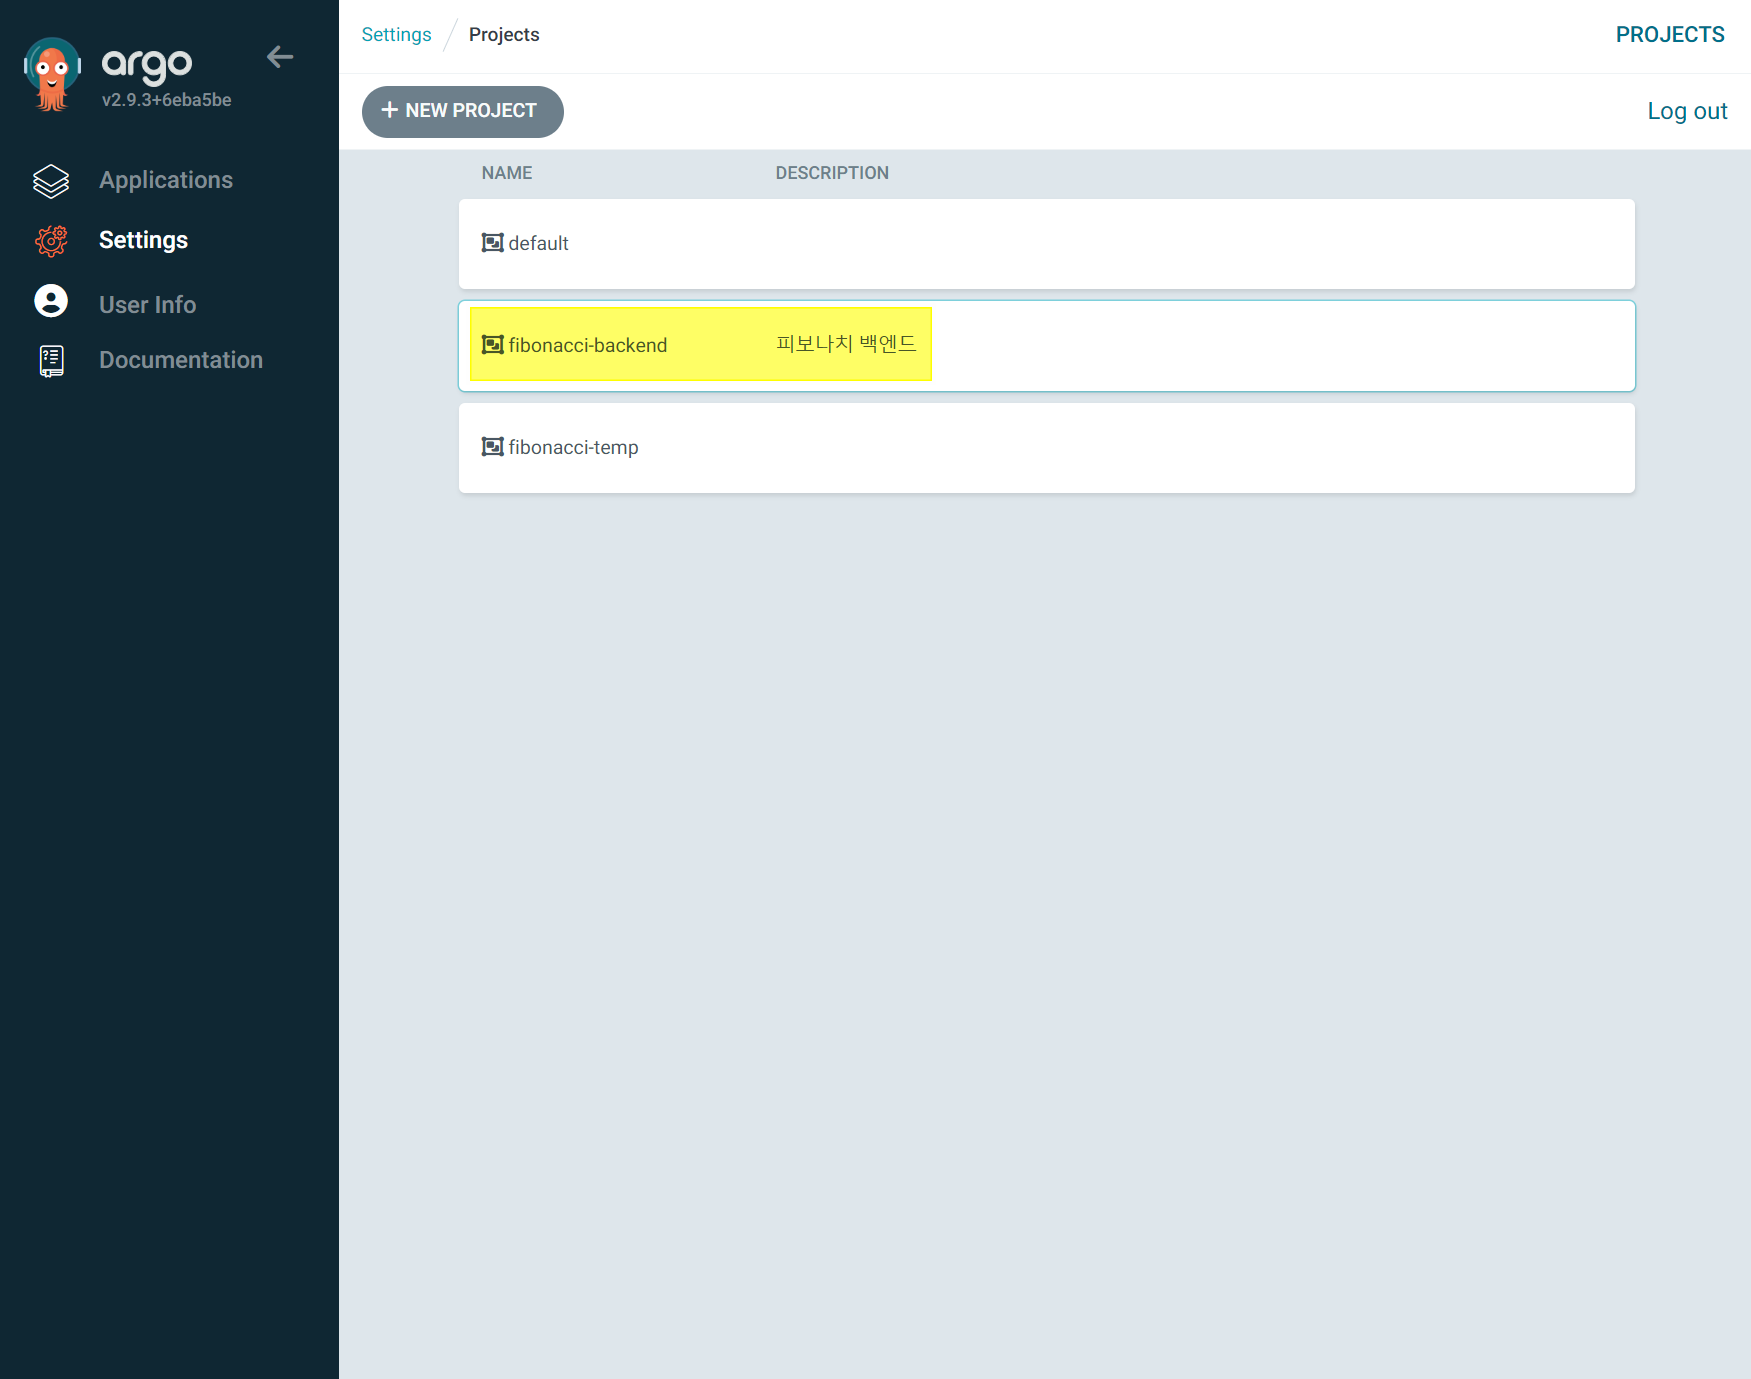 argo
v2.9.3+6eba5be
Applications
Settings
User Info
Documentation
Settings / Projects
PROJECTS
+ NEW PROJECT
Log out
NAME DESCRIPTION
default
fibonacci-backend 피보나치 백엔드
fibonacci-temp